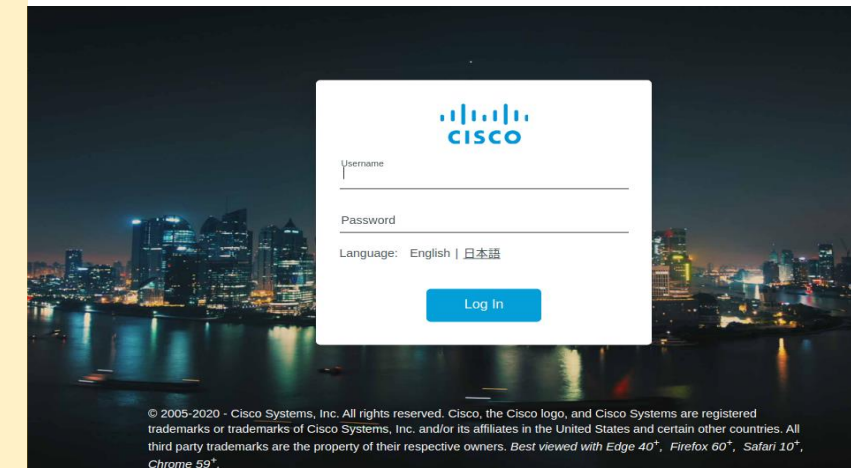 CISCO
Username
Password
Language: English | 日本語
Log In
© 2005-2020 - Cisco Systems, Inc. All rights reserved. Cisco, the Cisco logo, and Cisco Systems are registered
trademarks or trademarks of Cisco Systems, Inc. and/or its affiliates in the United States and certain other countries. All
third party trademarks are the property of their respective owners. Best viewed with Edge 40+, Firefox 60+, Safari 10+,
Chrome 59+.